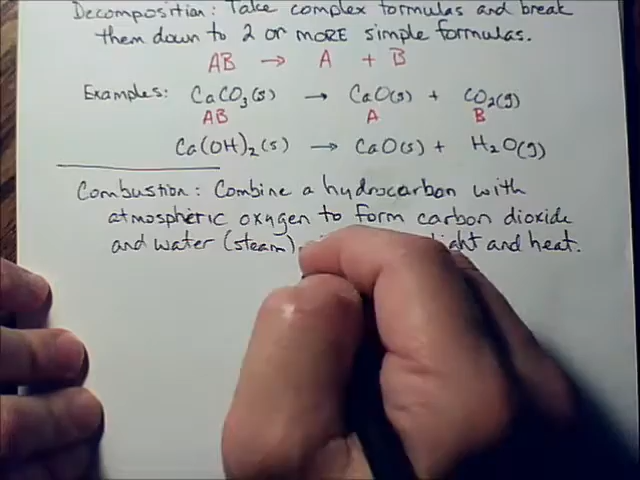 Decomposition: Take complex formulas and break
them down to 2 or MORE simple formulas.
AB → A + B
Examples: CaCO₃(s) → CaO(s) + CO₂(g)
AB A B
Ca(OH)₂(s) → CaO(s) + H₂O(g)
Combustion: Combine a hydrocarbon with
atmospheric oxygen to form carbon dioxide
and water (steam). light and heat.